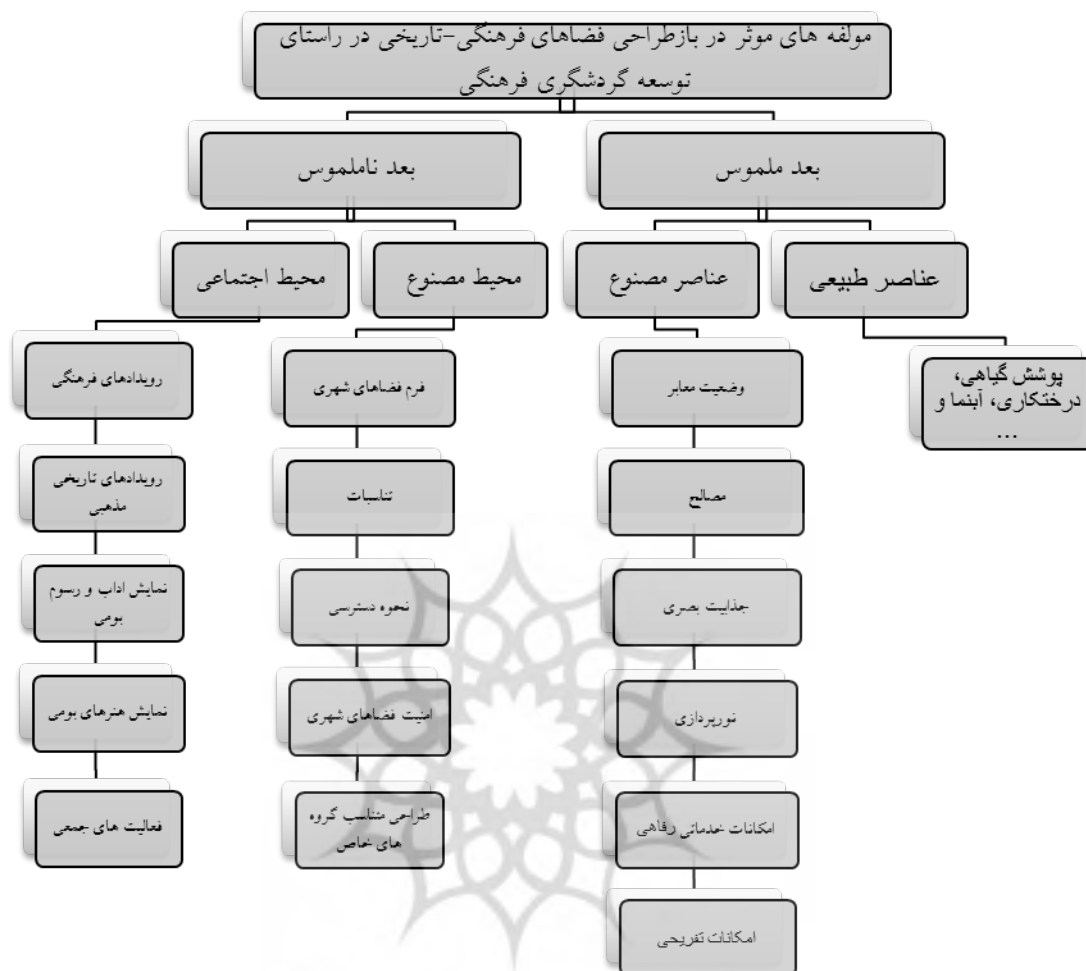 مولفه های موثر در بازطراحی فضاهای فرهنگی-تاریخی در راستای
توسعه گردشگری فرهنگی
بعد ملموس
بعد ناملموس
عناصر طبیعی
عناصر مصنوع
محیط مصنوع
محیط اجتماعی
پوشش گیاهی،
درختکاری، آبنما و
...
وضعیت معابر
مصالح
جذابیت بصری
نورپردازی
امکانات خدماتی رفاهی
امکانات تفریحی
فرم فضاهای شهری
تناسبات
نحوه دسترسی
امنیت فضاهای شهری
طراحی متناسب گروه
های خاص
رویدادهای فرهنگی
رویدادهای تاریخی
مذهبی
نمایش اداب و رسوم
بومی
نمایش هنرهای بومی
فعالیت های جمعی